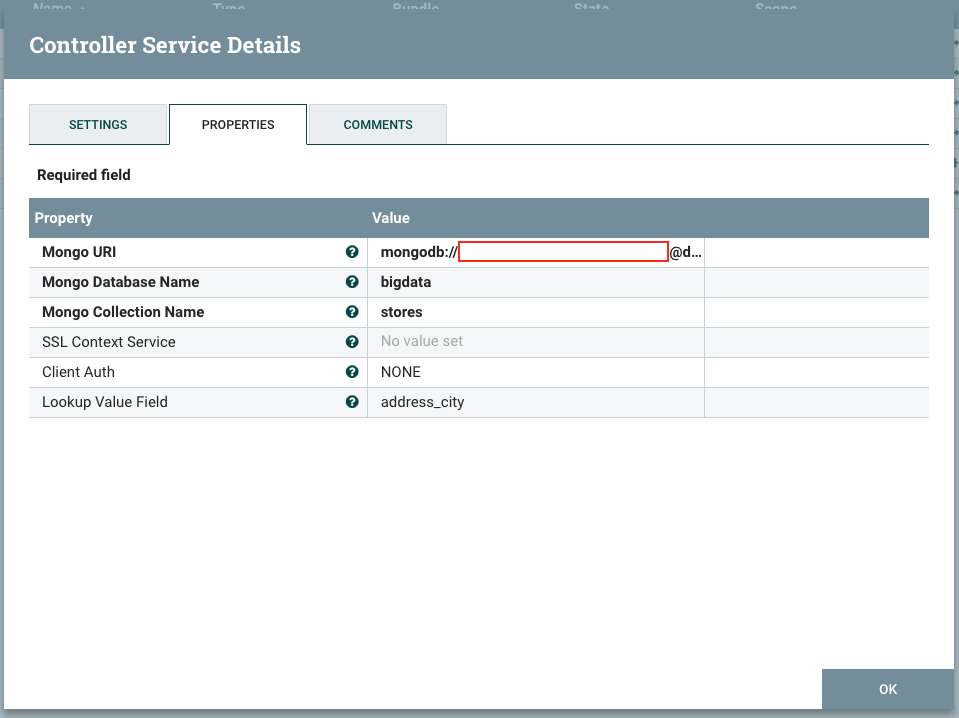 Name Type Bundle State Scope
Controller Service Details
SETTINGS PROPERTIES COMMENTS
Required field
Property Value
Mongo URI ? mongodb:// @d...
Mongo Database Name ? bigdata
Mongo Collection Name ? stores
SSL Context Service ? No value set
Client Auth ? NONE
Lookup Value Field ? address_city
OK